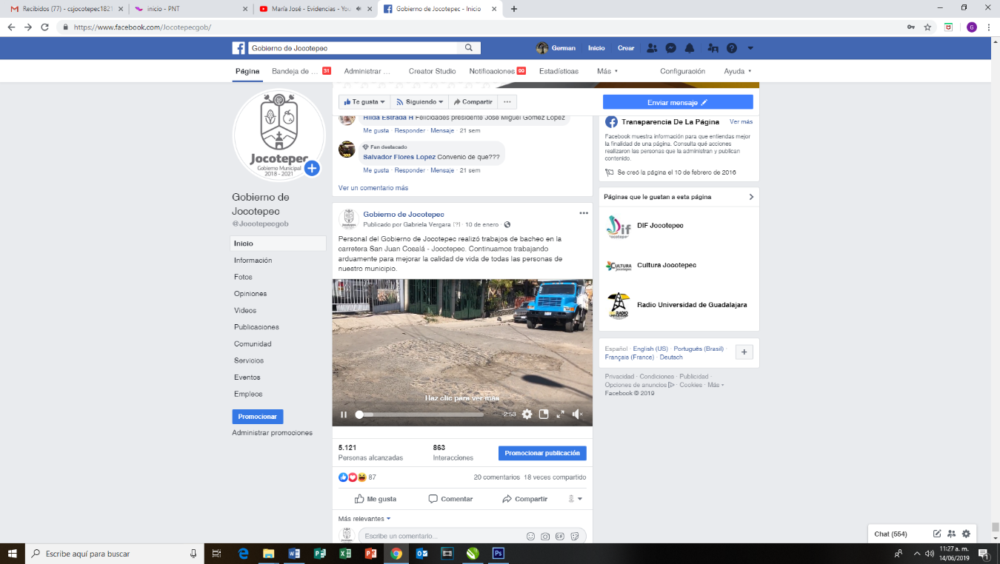 Recibidos (77) - csjocotepec1821
inicio - PNT
María José - Evidencias - You
Gobierno de Jocotepec - Inicio
https://www.facebook.com/Jocotepecgob/
G
Gobierno de Jocotepec
German
Inicio
Crear
Página
Bandeja de ... 31
Administrar ...
Creator Studio
Notificaciones 99
Estadísticas
Más
Configuración
Ayuda
Jocotepec
Gobierno Municipal
2018 - 2021
Gobierno de
Jocotepec
@Jocotepecgob
Inicio
Información
Fotos
Opiniones
Videos
Publicaciones
Comunidad
Servicios
Eventos
Empleos
Promocionar
Administrar promociones
Te gusta
Siguiendo
Compartir
...
Hilda Estrada H Felicidades presidente José Miguel Gómez López
Me gusta · Responder · Mensaje · 21 sem
Fan destacado
Salvador Flores Lopez Convenio de que???
Me gusta · Responder · Mensaje · 21 sem
Ver un comentario más
Gobierno de Jocotepec
Publicado por Gabriela Vergara [?] · 10 de enero ·
Personal del Gobierno de Jocotepec realizó trabajos de bacheo en la
carretera San Juan Cosalá - Jocotepec. Continuamos trabajando
arduamente para mejorar la calidad de vida de todas las personas de
nuestro municipio.
Haz clic para ver más
-2:53
5.121
Personas alcanzadas
863
Interacciones
Promocionar publicación
87
20 comentarios 18 veces compartido
Me gusta
Comentar
Compartir
Más relevantes
Escribe un comentario...
GIF
Enviar mensaje
Transparencia De La Página
Ver más
Facebook muestra información para que entiendas mejor
la finalidad de una página. Consulta qué acciones
realizaron las personas que la administran y publican
contenido.
Se creó la página el 10 de febrero de 2016
Páginas que le gustan a esta página
Dif
DIF Jocotepec
CULTURA
Jocotepec
Cultura Jocotepec
RADIO
Radio Universidad de Guadalajara
Español · English (US) · Português (Brasil) ·
Français (France) · Deutsch
Privacidad · Condiciones · Publicidad ·
Opciones de anuncios · Cookies · Más
Facebook © 2019
Chat (554)
Escribe aquí para buscar
11:27 a. m.
14/06/2019
1